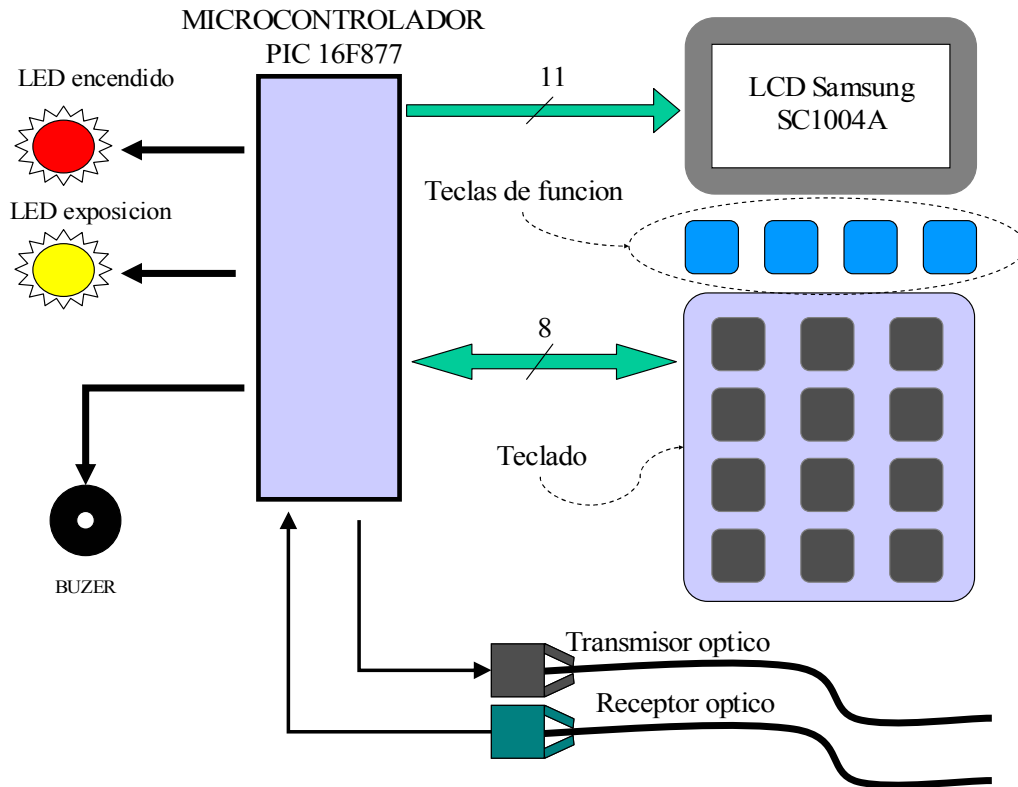 MICROCONTROLADOR
PIC 16F877
LED encendido
11
LCD Samsung
SC1004A
Teclas de funcion
LED exposicion
8
Teclado
BUZER
Transmisor optico
Receptor optico